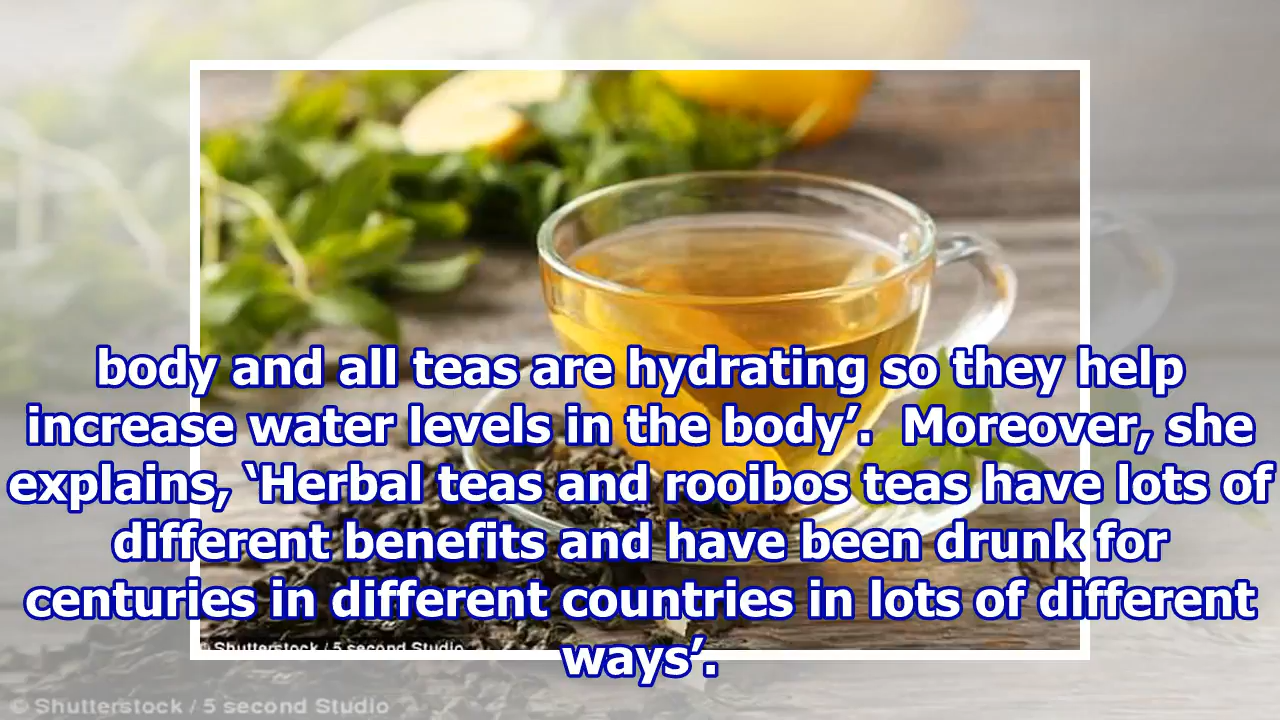 body and all teas are hydrating so they help
increase water levels in the body’.  Moreover, she
explains, ‘Herbal teas and rooibos teas have lots of
different benefits and have been drunk for
centuries in different countries in lots of different
ways’.
© Shutterstock / 5 second Studio
© Shutterstock / 5 second Studio